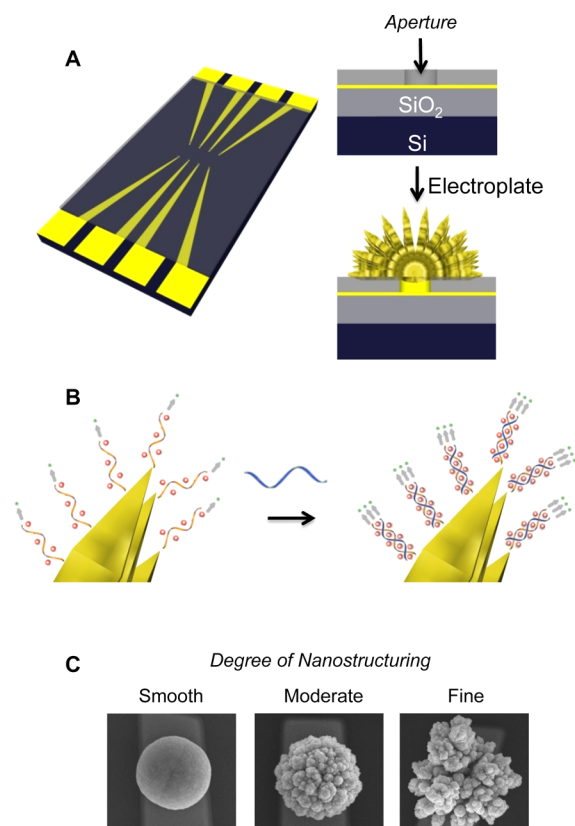 Aperture
A
SiO₂
Si
Electroplate
B
C
Degree of Nanostructuring
Smooth
Moderate
Fine